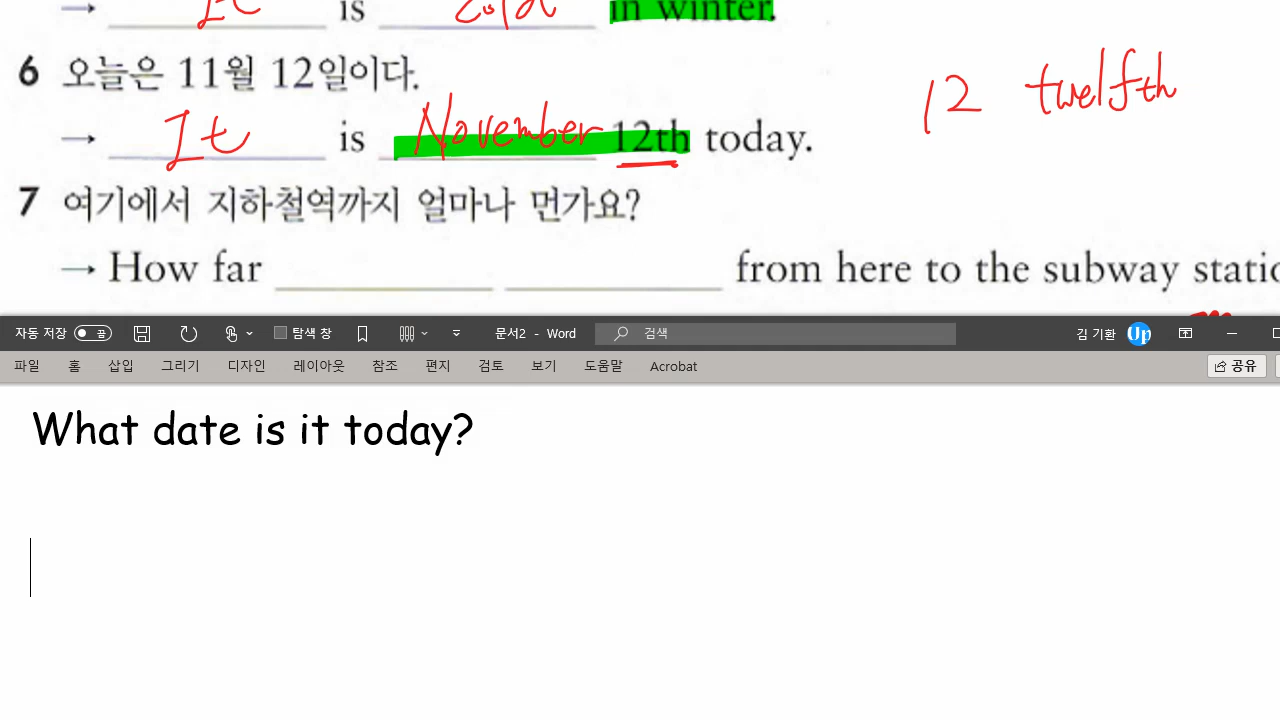 → It is cold in winter.
6 오늘은 11월 12일이다.
12 twelfth
→ It is November 12th today.
7 여기에서 지하철역까지 얼마나 먼가요?
→ How far from here to the subway
자동 저장 끔 탐색 창 문서2 - Word 검색 김 기환 Up
파일 홈 삽입 그리기 디자인 레이아웃 참조 편지 검토 보기 도움말 Acrobat 공유
What date is it today?